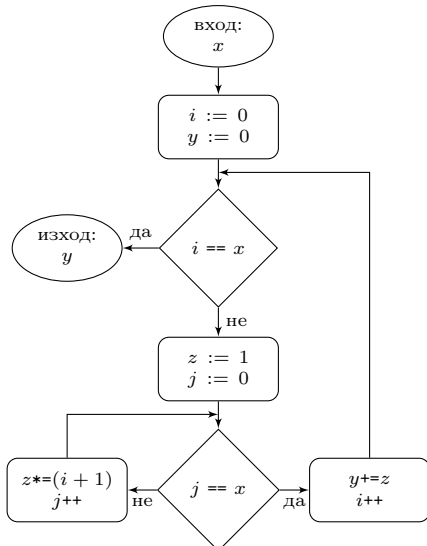 вход:
x
i := 0
y := 0
i == x
да
изход:
y
не
z := 1
j := 0
j == x
не
z*=(i + 1)
j++
да
y+=z
i++